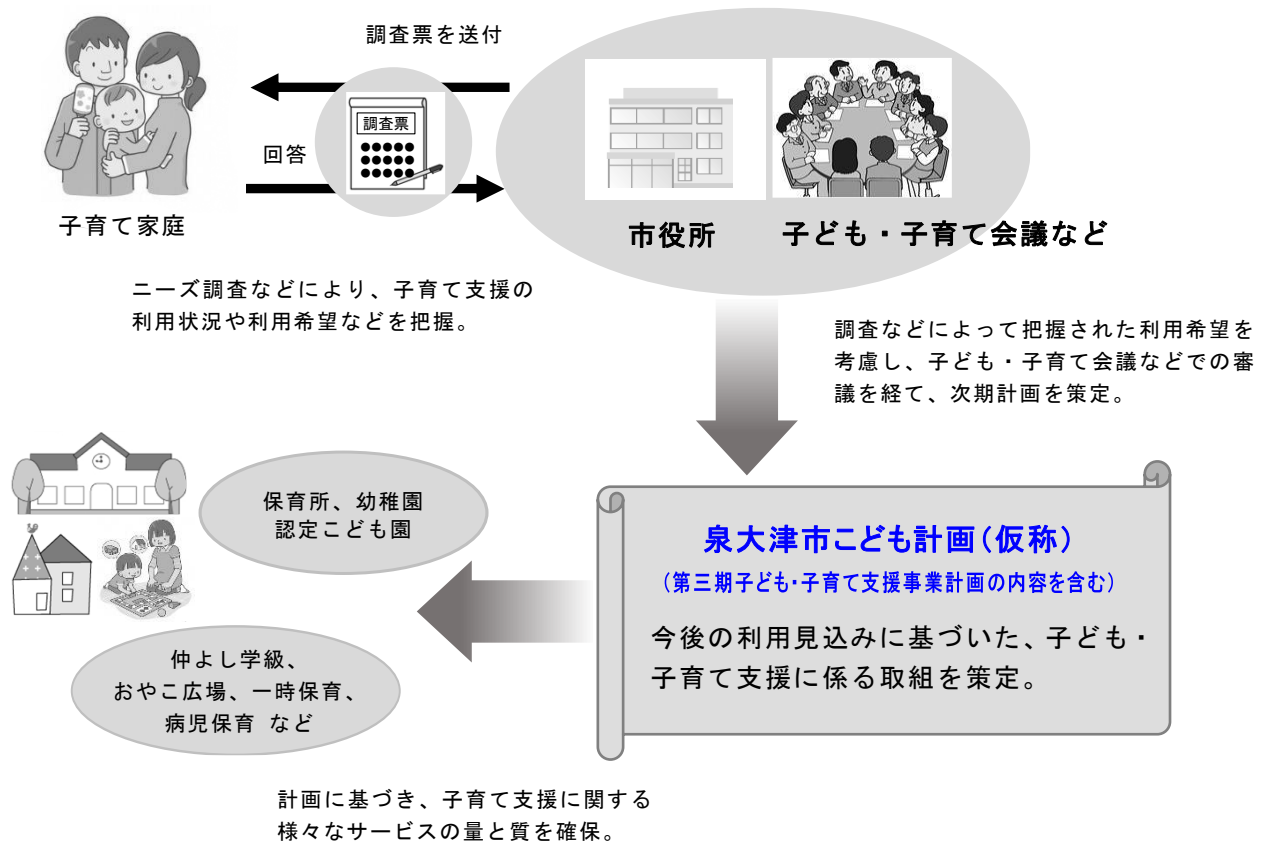 調査票を送付
調査票
回答
子育て家庭
市役所
子ども・子育て会議など
ニーズ調査などにより、子育て支援の
利用状況や利用希望などを把握。
調査などによって把握された利用希望を
考慮し、子ども・子育て会議などでの審
議を経て、次期計画を策定。
保育所、幼稚園
認定こども園
泉大津市こども計画（仮称）
（第三期子ども・子育て支援事業計画の内容を含む）
今後の利用見込みに基づいた、子ども・
子育て支援に係る取組を策定。
仲よし学級、
おやこ広場、一時保育、
病児保育 など
計画に基づき、子育て支援に関する
様々なサービスの量と質を確保。